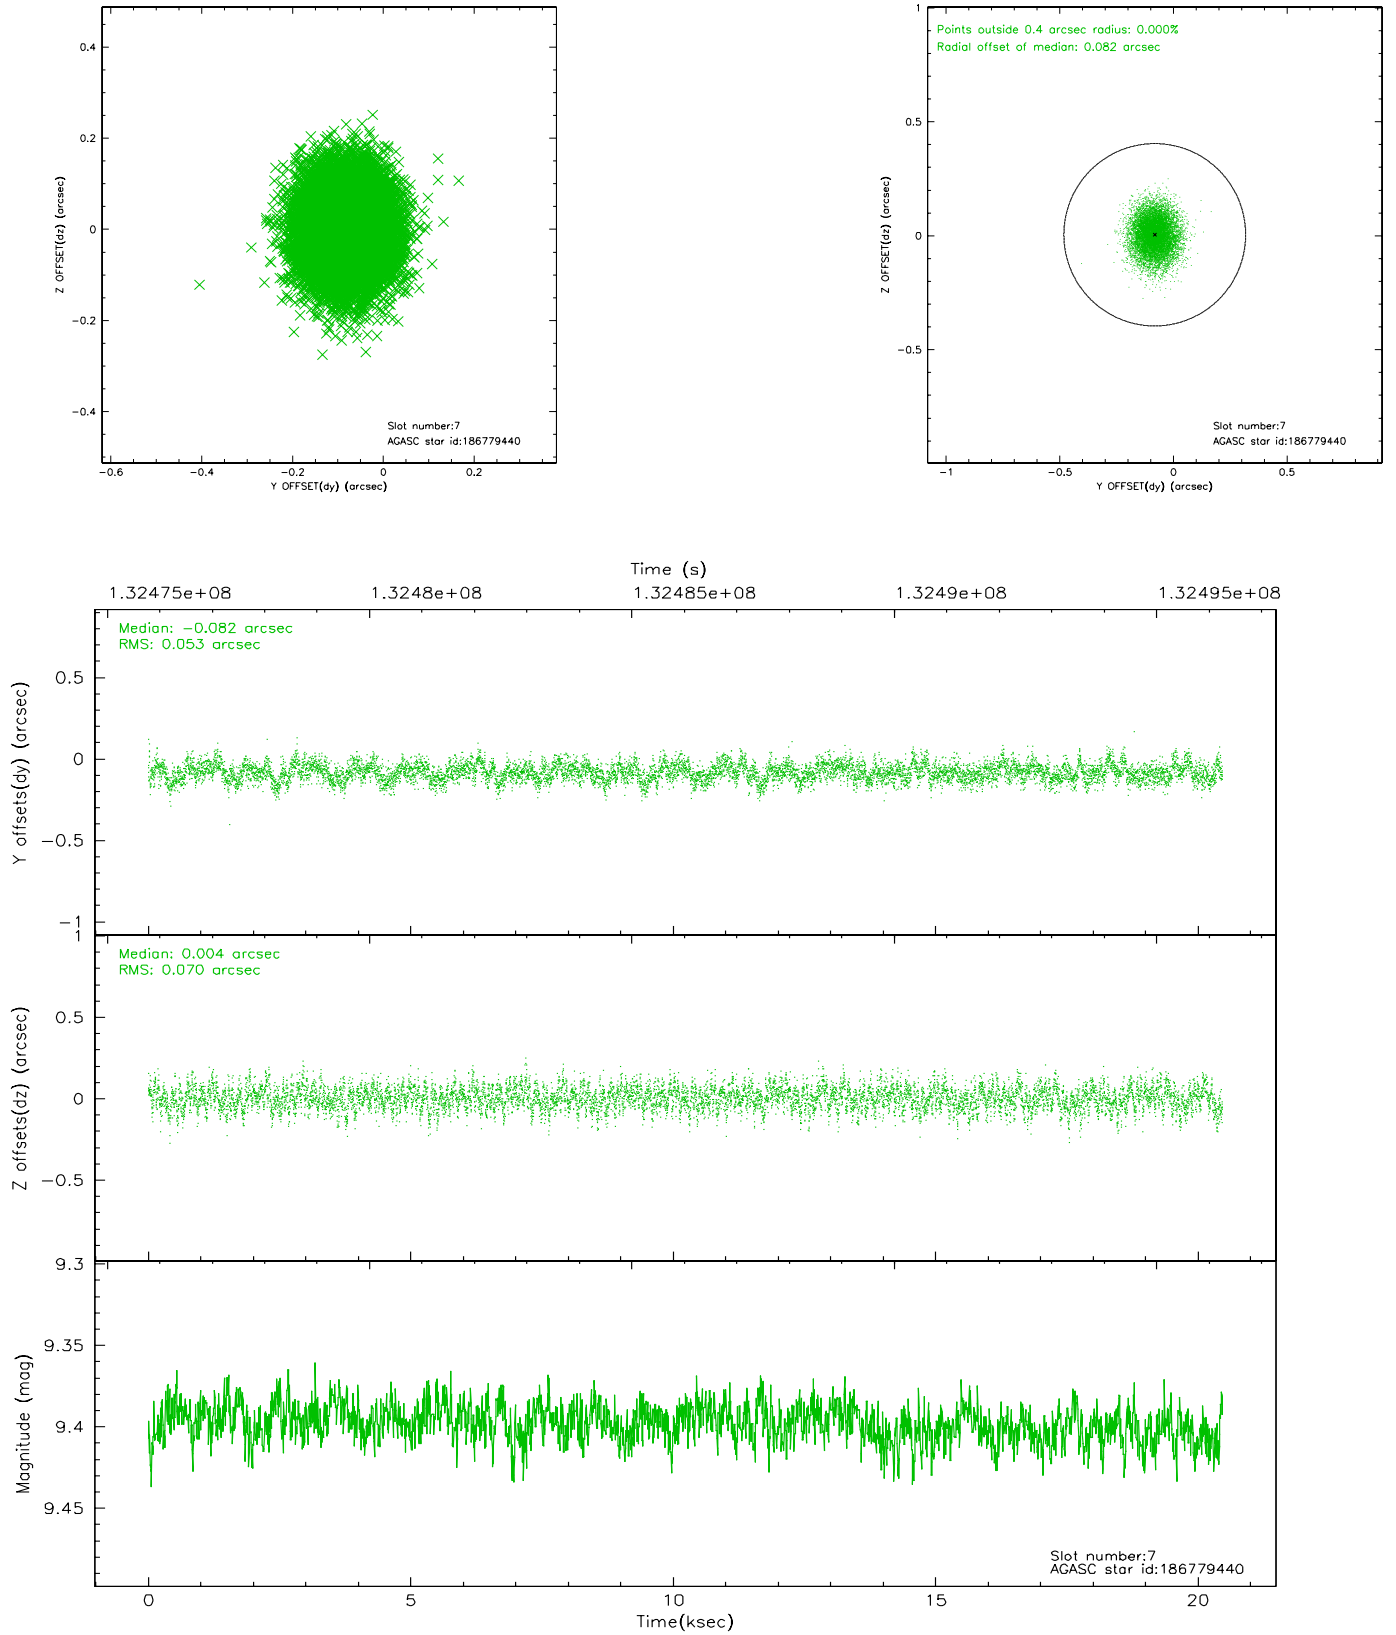 0.4
0.2
0
−0.2
−0.4
Z OFFSET(dz) (arcsec)
−0.6
−0.4
−0.2
0
0.2
Y OFFSET(dy) (arcsec)
Slot number:7
AGASC star id:186779440
Points outside 0.4 arcsec radius: 0.000%
Radial offset of median: 0.082 arcsec
1
0.5
0
−0.5
Z OFFSET(dz) (arcsec)
−1
−0.5
0
0.5
Y OFFSET(dy) (arcsec)
Slot number:7
AGASC star id:186779440
Time (s)
1.32475e+08
1.3248e+08
1.32485e+08
1.3249e+08
1.32495e+08
Median: −0.082 arcsec
RMS: 0.053 arcsec
0.5
0
−0.5
−1
Y offsets(dy) (arcsec)
Median: 0.004 arcsec
RMS: 0.070 arcsec
1
0.5
0
−0.5
Z offsets(dz) (arcsec)
9.3
9.35
9.4
9.45
Magnitude (mag)
Slot number:7
AGASC star id:186779440
0
5
10
15
20
Time(ksec)